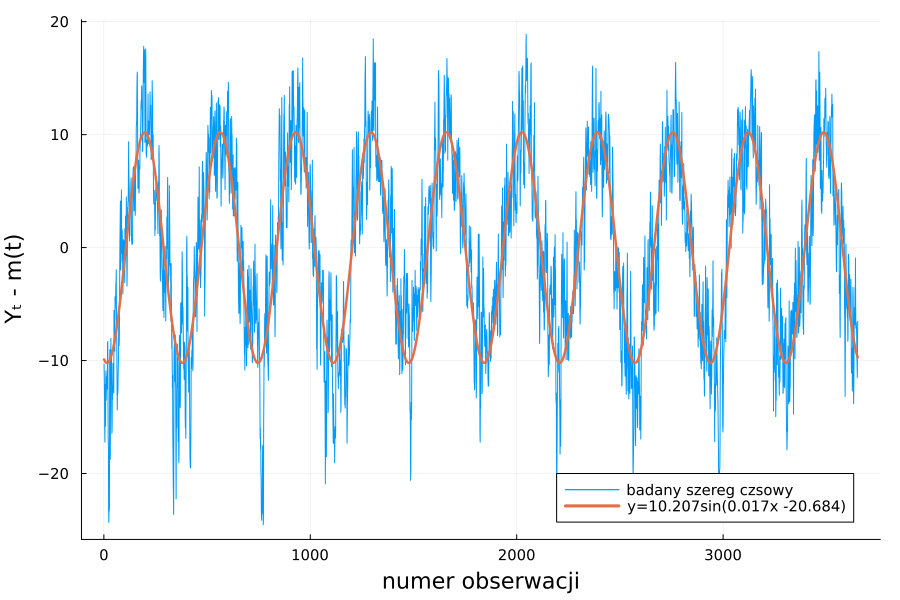 20
10
0
−10
−20
Yₜ - m(t)
0
1000
2000
3000
numer obserwacji
badany szereg czsowy
y=10.207sin(0.017x -20.684)